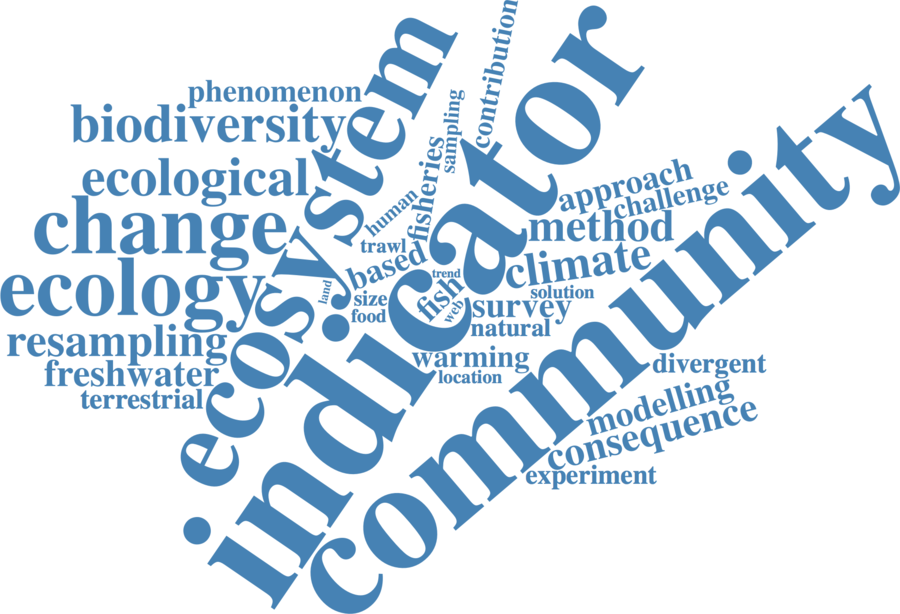 contribution
indicator
ecosystem
community
phenomenon
sampling
biodiversity
fisheries
human
ecological
approach
challenge
change
trawl
method
based
climate
ecology
trend
land
fish
web
solution
size
survey
food
natural
resampling
warming
freshwater
location
divergent
terrestrial
modelling
consequence
experiment